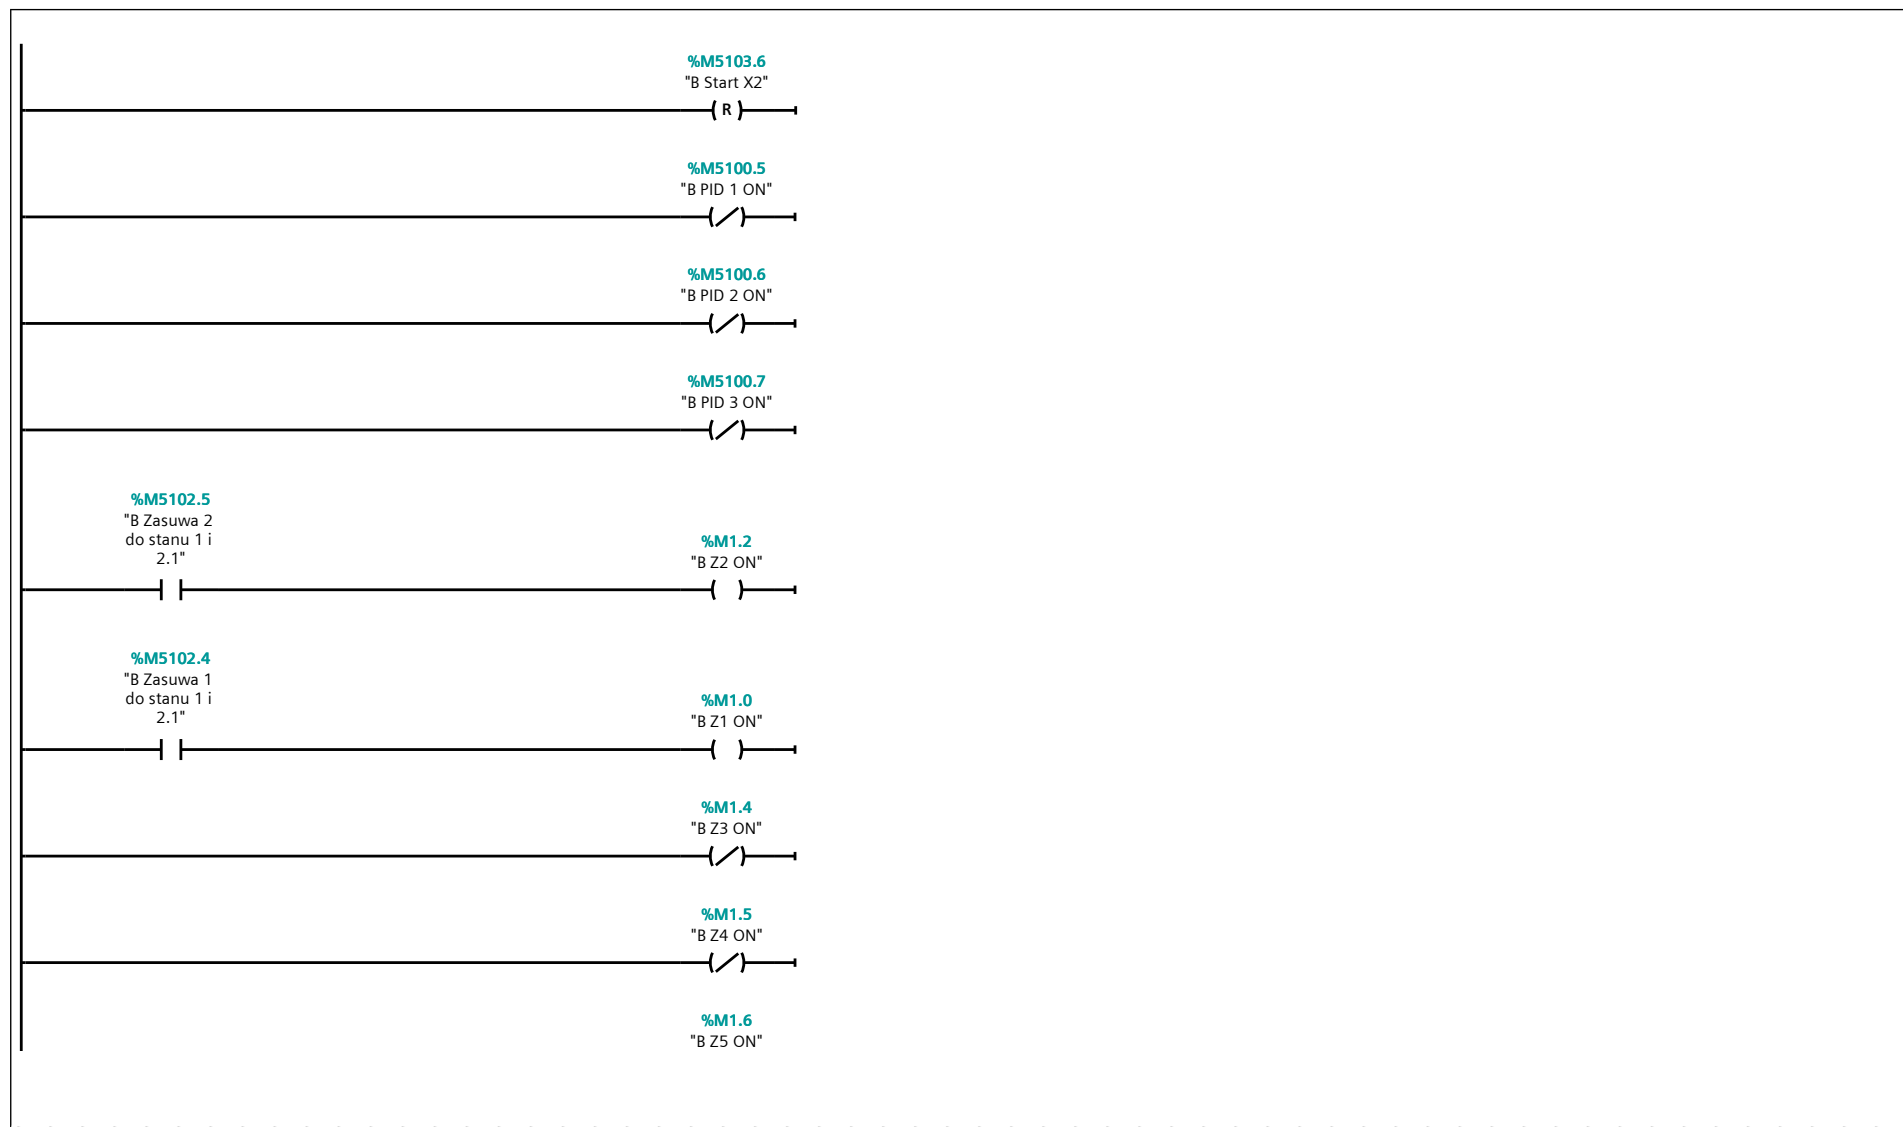 %M5103.6
"B Start X2"
( R )
%M5100.5
"B PID 1 ON"
%M5100.6
"B PID 2 ON"
%M5100.7
"B PID 3 ON"
%M5102.5
"B Zasuwa 2
do stanu 1 i
2.1"
%M1.2
"B Z2 ON"
%M5102.4
"B Zasuwa 1
do stanu 1 i
2.1"
%M1.0
"B Z1 ON"
%M1.4
"B Z3 ON"
%M1.5
"B Z4 ON"
%M1.6
"B Z5 ON"